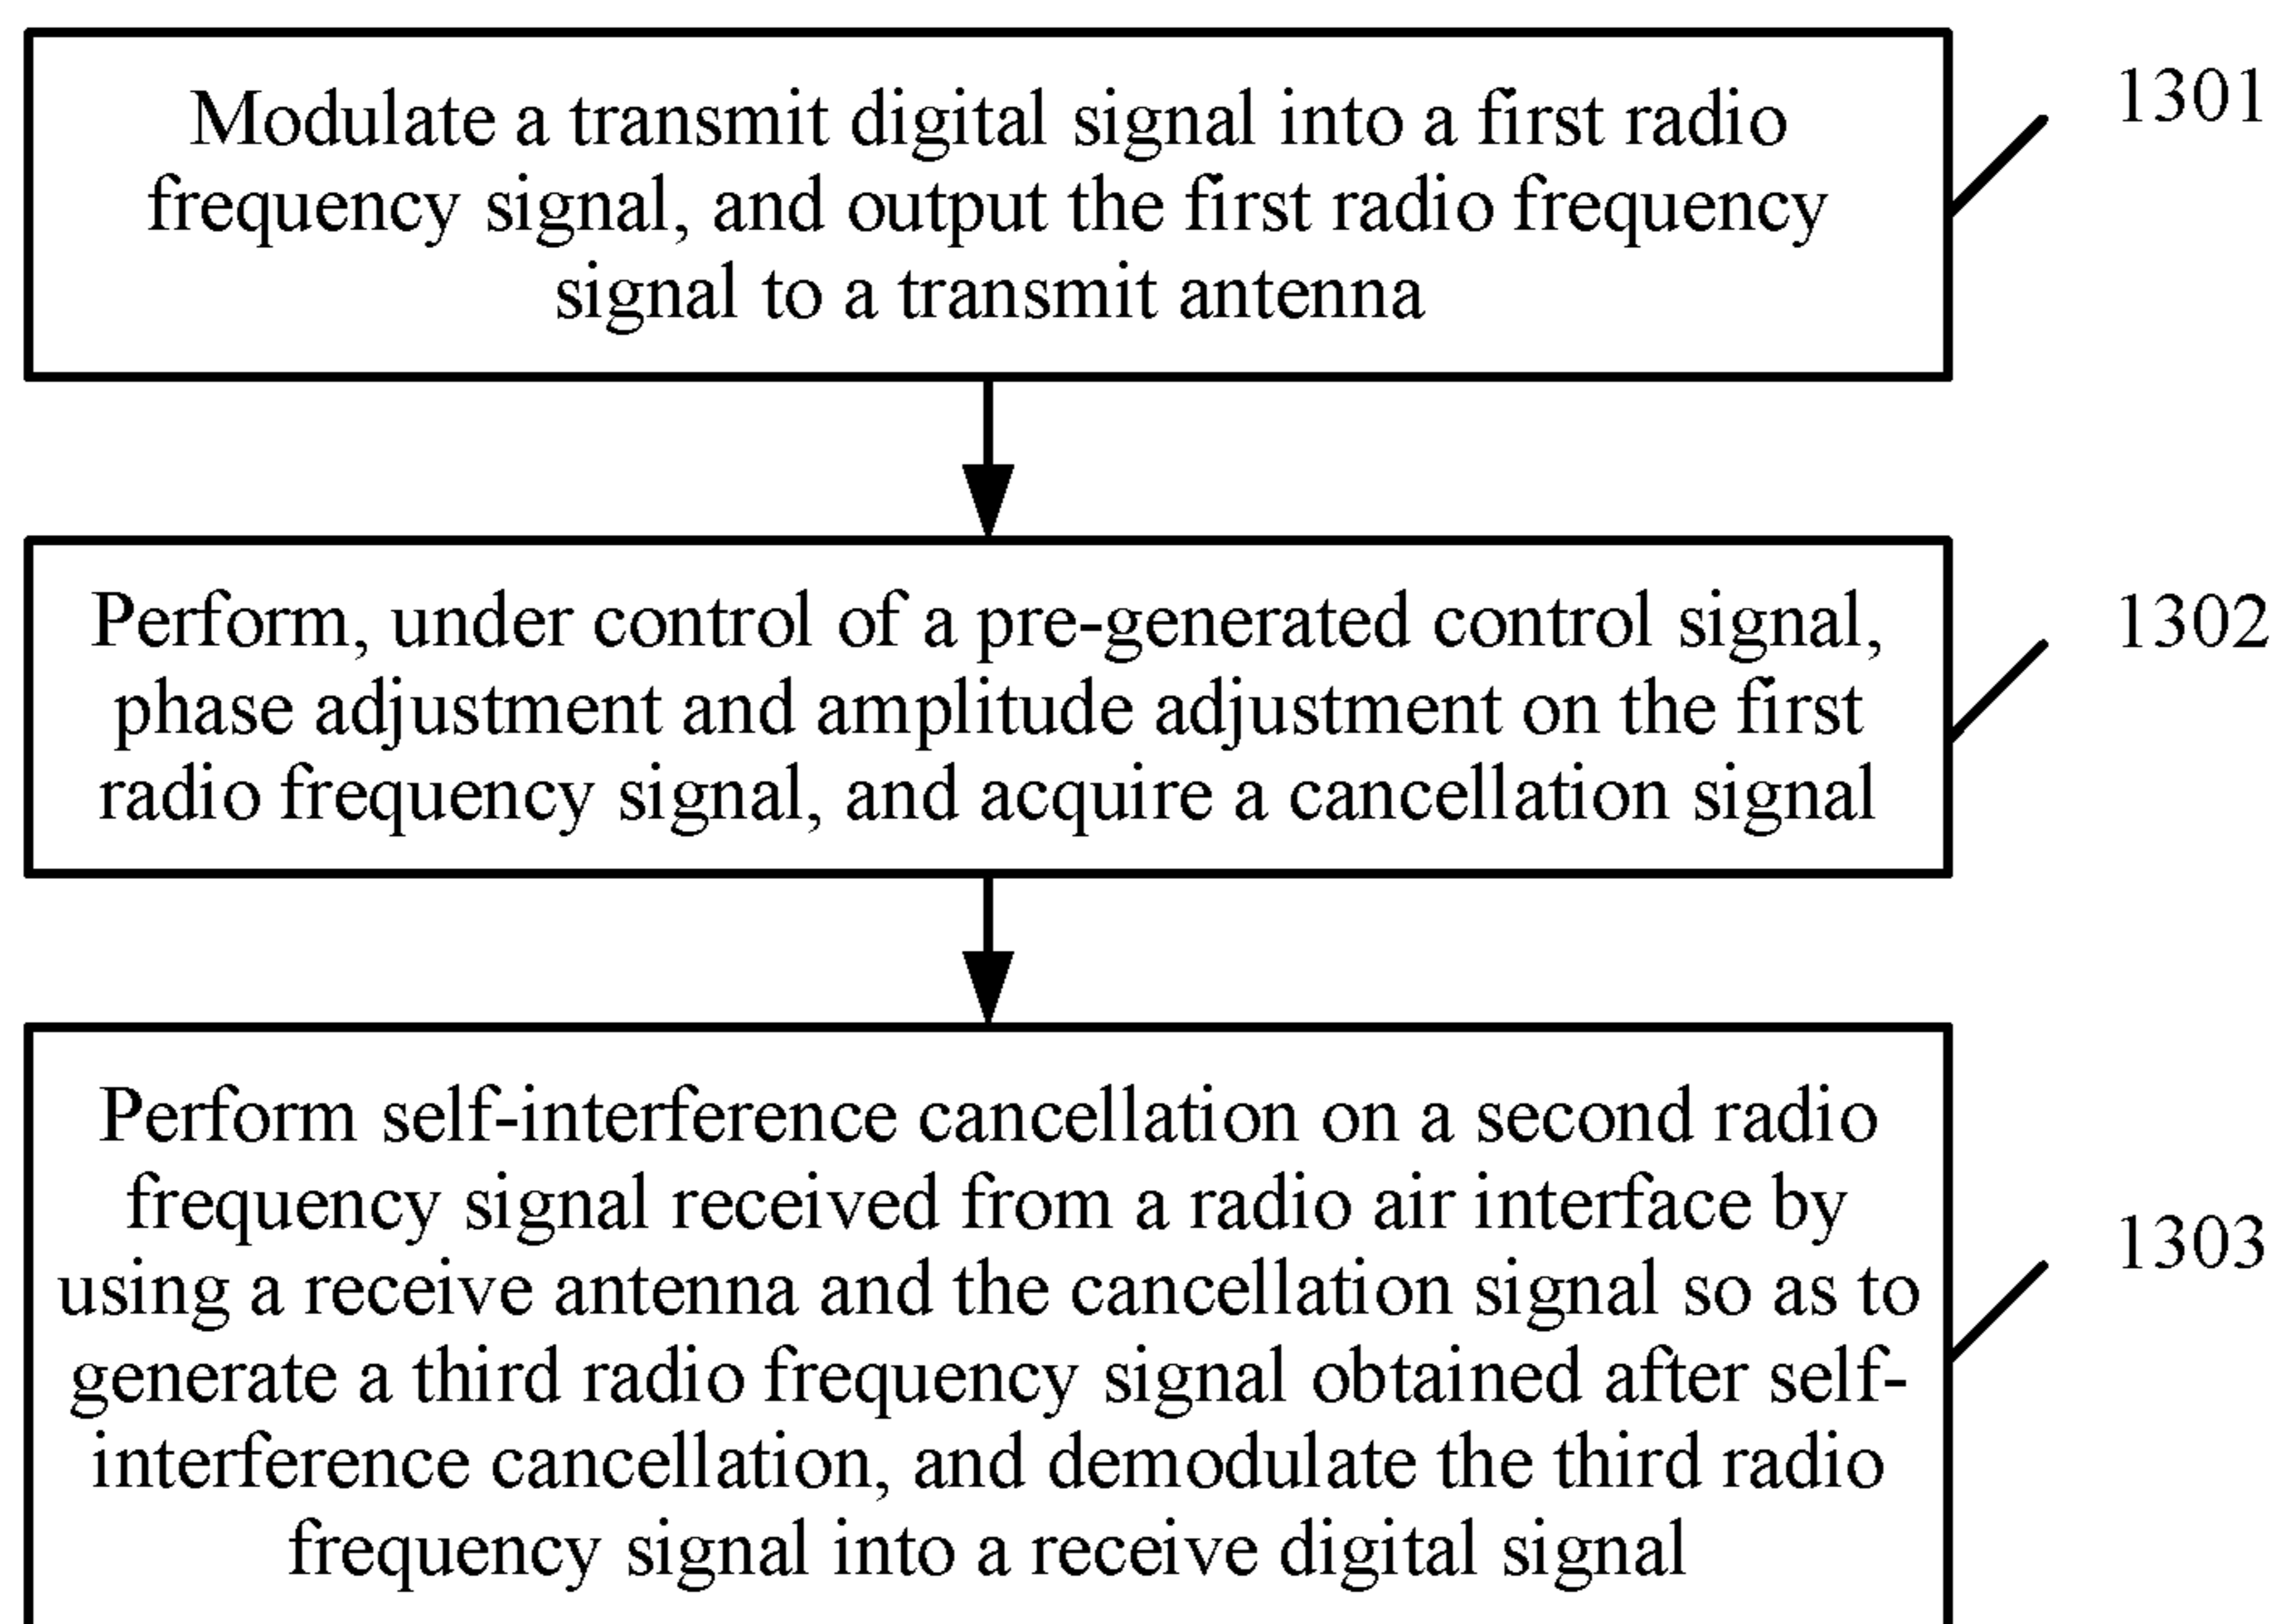 Modulate a transmit digital signal into a first radio
frequency signal, and output the first radio frequency
signal to a transmit antenna
1301
Perform, under control of a pre-generated control signal,
phase adjustment and amplitude adjustment on the first
radio frequency signal, and acquire a cancellation signal
1302
Perform self-interference cancellation on a second radio
frequency signal received from a radio air interface by
using a receive antenna and the cancellation signal so as to
generate a third radio frequency signal obtained after self-
interference cancellation, and demodulate the third radio
frequency signal into a receive digital signal
1303